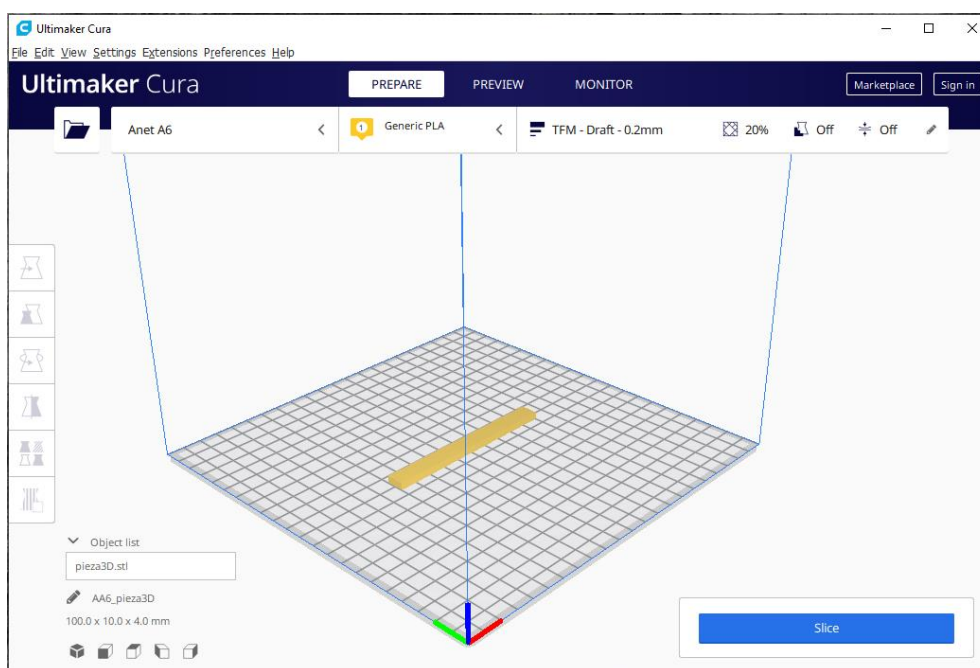 Ultimaker Cura
File Edit View Settings Extensions Preferences Help
Ultimaker Cura PREPARE PREVIEW MONITOR Marketplace Sign in
Anet A6 1 Generic PLA TFM - Draft - 0.2mm 20% Off Off
Object list
pieza3D.stl
AA6_pieza3D
100.0 x 10.0 x 4.0 mm
Slice